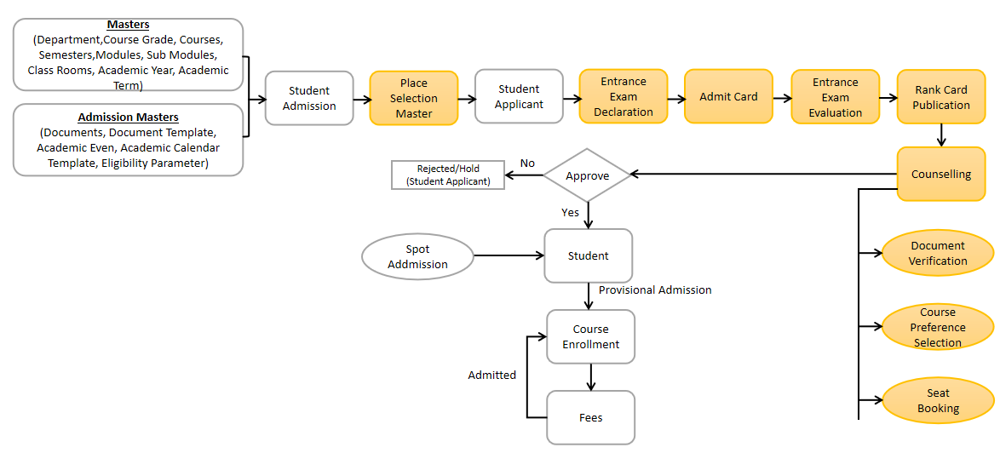 Masters
(Department,Course Grade, Courses,
Semesters,Modules, Sub Modules,
Class Rooms, Academic Year, Academic
Term)
Admission Masters
(Documents, Document Template,
Academic Even, Academic Calendar
Template, Eligibility Parameter)
Student
Admission
Place
Selection
Master
Student
Applicant
Entrance
Exam
Declaration
Admit Card
Entrance
Exam
Evaluation
Rank Card
Publication
Counselling
Approve
No
Rejected/Hold
(Student Applicant)
Yes
Student
Spot
Addmission
Provisional Admission
Course
Enrollment
Admitted
Fees
Document
Verification
Course
Preference
Selection
Seat
Booking